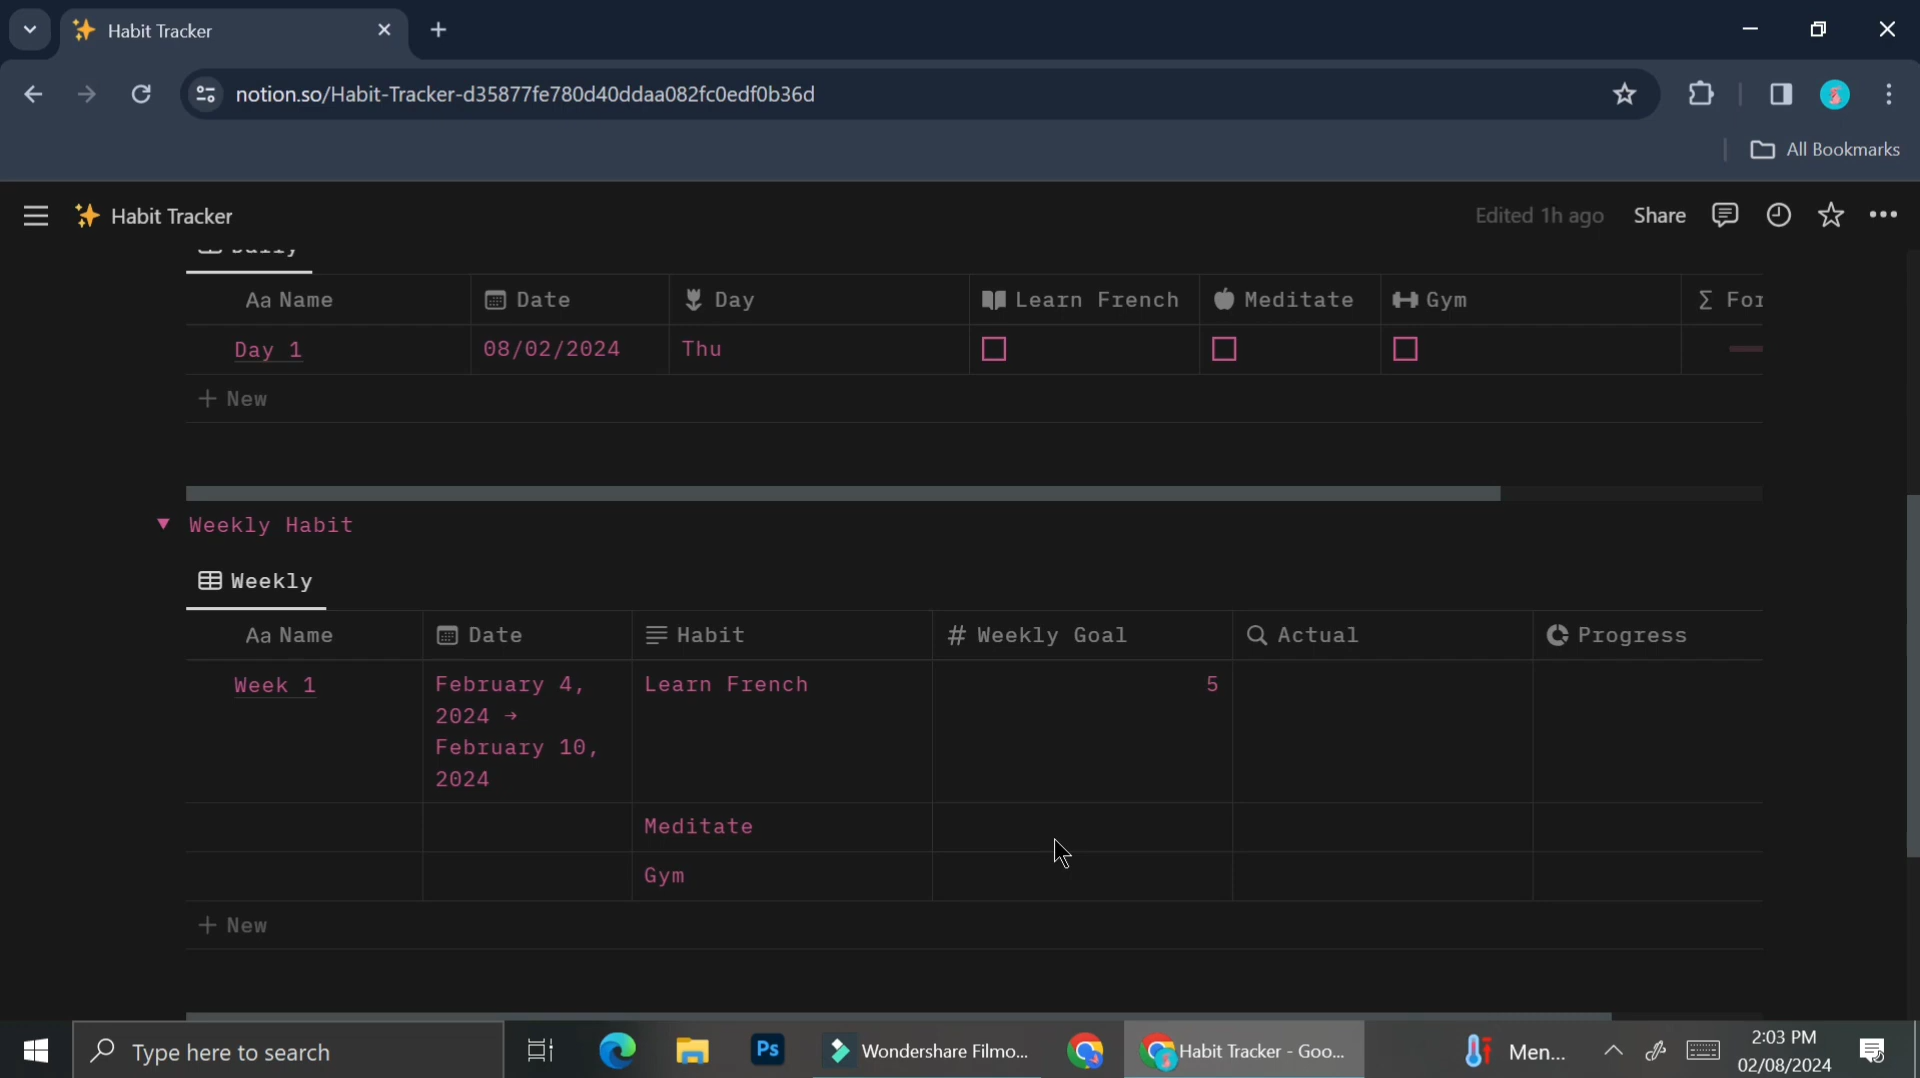 Habit Tracker
notion.so/Habit-Tracker-d35877fe780d40ddaa082fc0edf0b36d
All Bookmarks
Habit Tracker
Edited 1h ago Share
Daily
Aa Name Date Day Learn French Meditate Gym Σ For
Day 1 08/02/2024 Thu
+ New
Weekly Habit
Weekly
Aa Name Date Habit # Weekly Goal Actual Progress
Week 1 February 4, Learn French 5
2024 →
February 10,
2024
Meditate
Gym
+ New
Type here to search Ps Wondershare Filmo... Habit Tracker - Goo... Men... 2:03 PM
02/08/2024